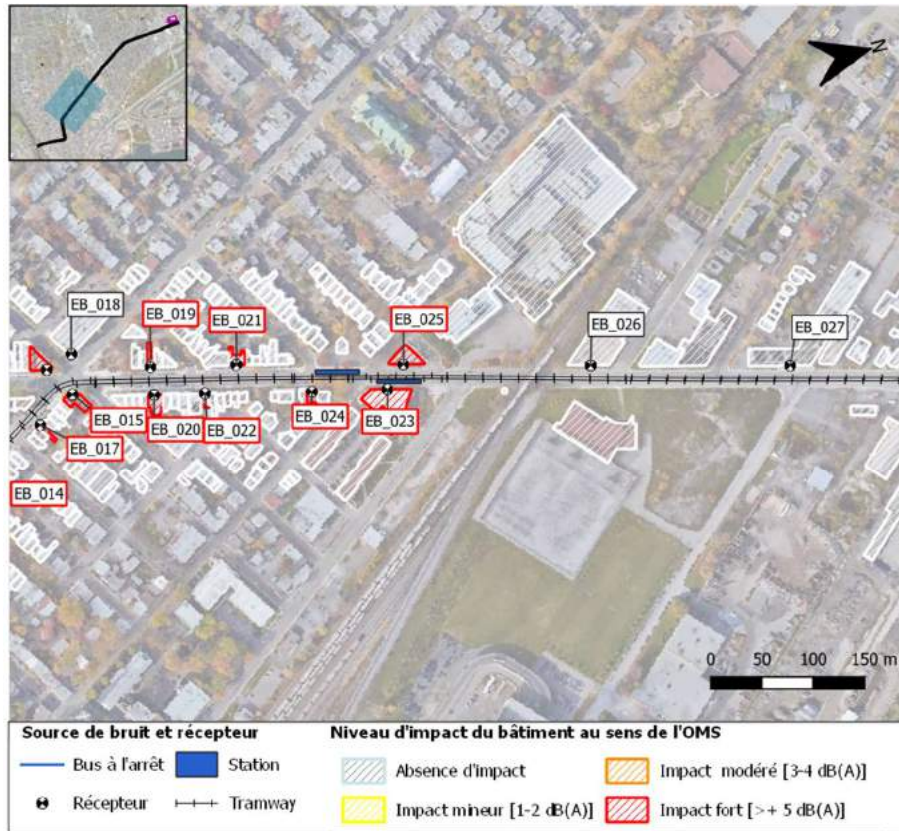 N
EB_018
EB_019
EB_021
EB_025
EB_026
EB_027
EB_015
EB_020
EB_022
EB_024
EB_023
EB_017
EB_014
0 50 100 150 m
Source de bruit et récepteur
Bus à l'arrêt
Station
Récepteur
Tramway
Niveau d'impact du bâtiment au sens de l'OMS
Absence d'impact
Impact modéré [3-4 dB(A)]
Impact mineur [1-2 dB(A)]
Impact fort [>+ 5 dB(A)]